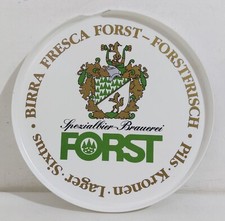 BIRRA FRESCA FORST - FORSTERISCH
· Pils · Kronen · Lager · Sixtus ·
Spezialbier-Brauerei
FORST